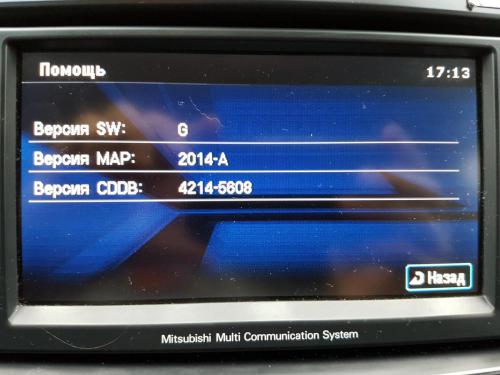 Помощь 17:13
Версия SW: G
Версия MAP: 2014-A
Версия CDDB: 4214-5608
Назад
Mitsubishi Multi Communication System